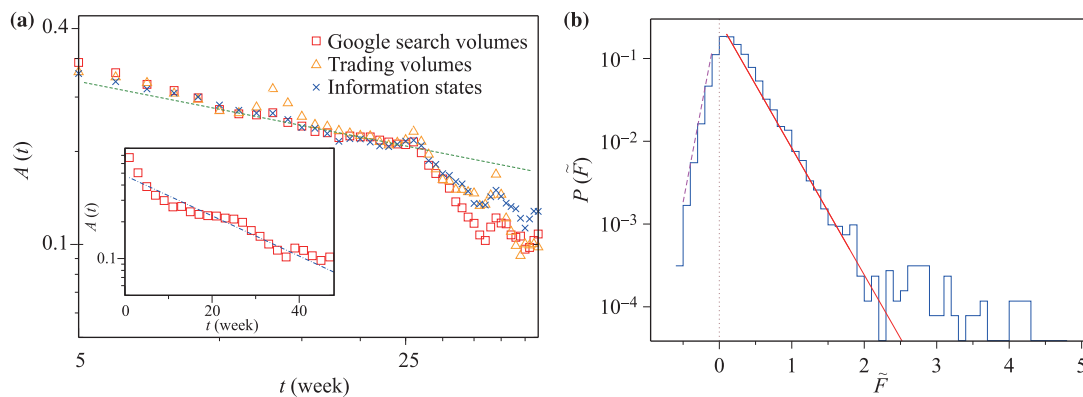 (a)
0.4
0.1
A (t)
Google search volumes
Trading volumes
Information states
A (t)
0.1
0
20
40
t (week)
5
25
t (week)
(b)
10⁻¹
10⁻²
10⁻³
10⁻⁴
P (F̃)
0
1
2
3
4
5
F̃